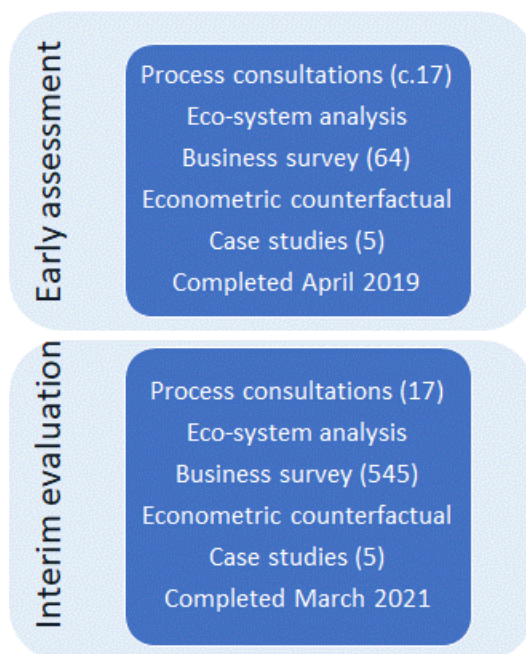 Early assessment
Process consultations (c.17)
Eco-system analysis
Business survey (64)
Econometric counterfactual
Case studies (5)
Completed April 2019
Interim evaluation
Process consultations (17)
Eco-system analysis
Business survey (545)
Econometric counterfactual
Case studies (5)
Completed March 2021